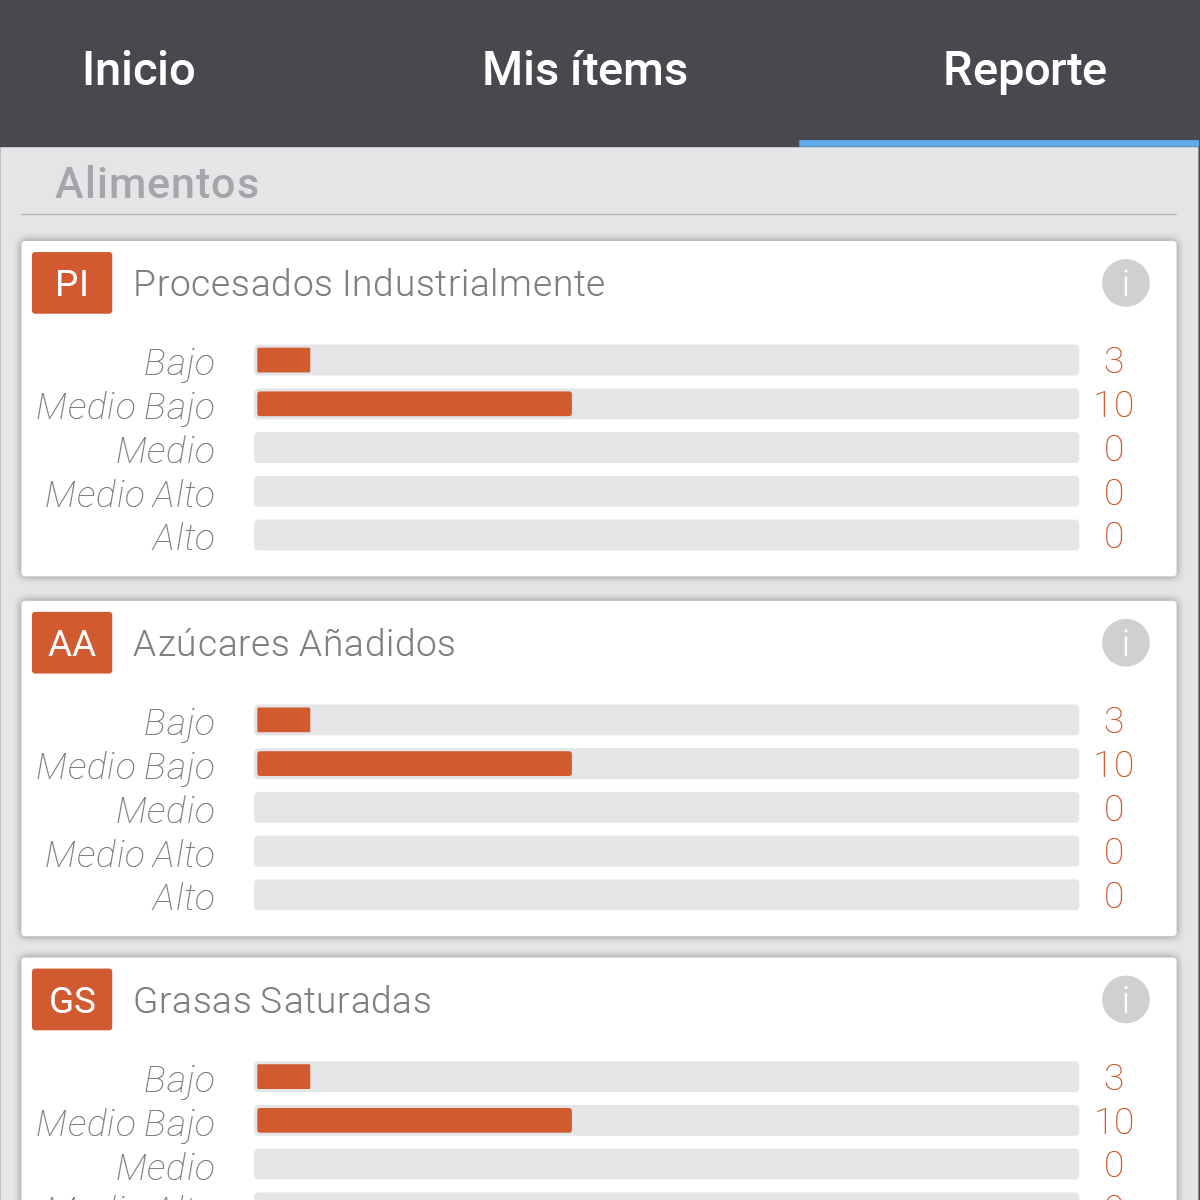 Inicio Mis ítems Reporte
Alimentos
PI Procesados Industrialmente i
Bajo 3
Medio Bajo 10
Medio 0
Medio Alto 0
Alto 0
AA Azúcares Añadidos i
Bajo 3
Medio Bajo 10
Medio 0
Medio Alto 0
Alto 0
GS Grasas Saturadas i
Bajo 3
Medio Bajo 10
Medio 0